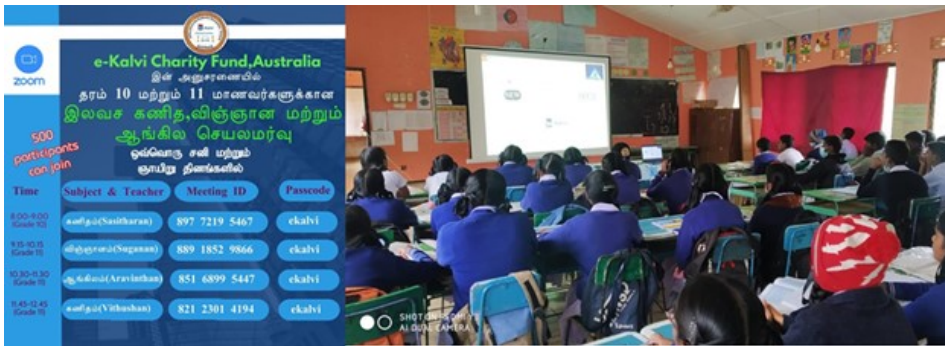 zoom
e-Kalvi Charity Fund,Australia
இன் அனுசரணையில்
தரம் 10 மற்றும் 11 மாணவர்களுக்கான
இலவச கணித,விஞ்ஞான மற்றும்
ஆங்கில செயலமர்வு
ஒவ்வொரு சனி மற்றும்
ஞாயிறு தினங்களில்
500
participants
can join
Time Subject & Teacher Meeting ID Passcode
8.00-9.00 கணிதம்(Sasitharan) 897 7219 5467 ekalvi
(Grade 10)
9.15-10.15 விஞ்ஞானம்(Suganan) 889 1852 9866 ekalvi
(Grade 11)
10.30-11.30 ஆங்கிலம்(Aravinthan) 851 6899 5447 ekalvi
(Grade 11)
11.45-12.45 கணிதம்(Vithushan) 821 2301 4194 ekalvi
(Grade 11)
NEW
SHOT ON REDMI
AI DUAL CAMERA